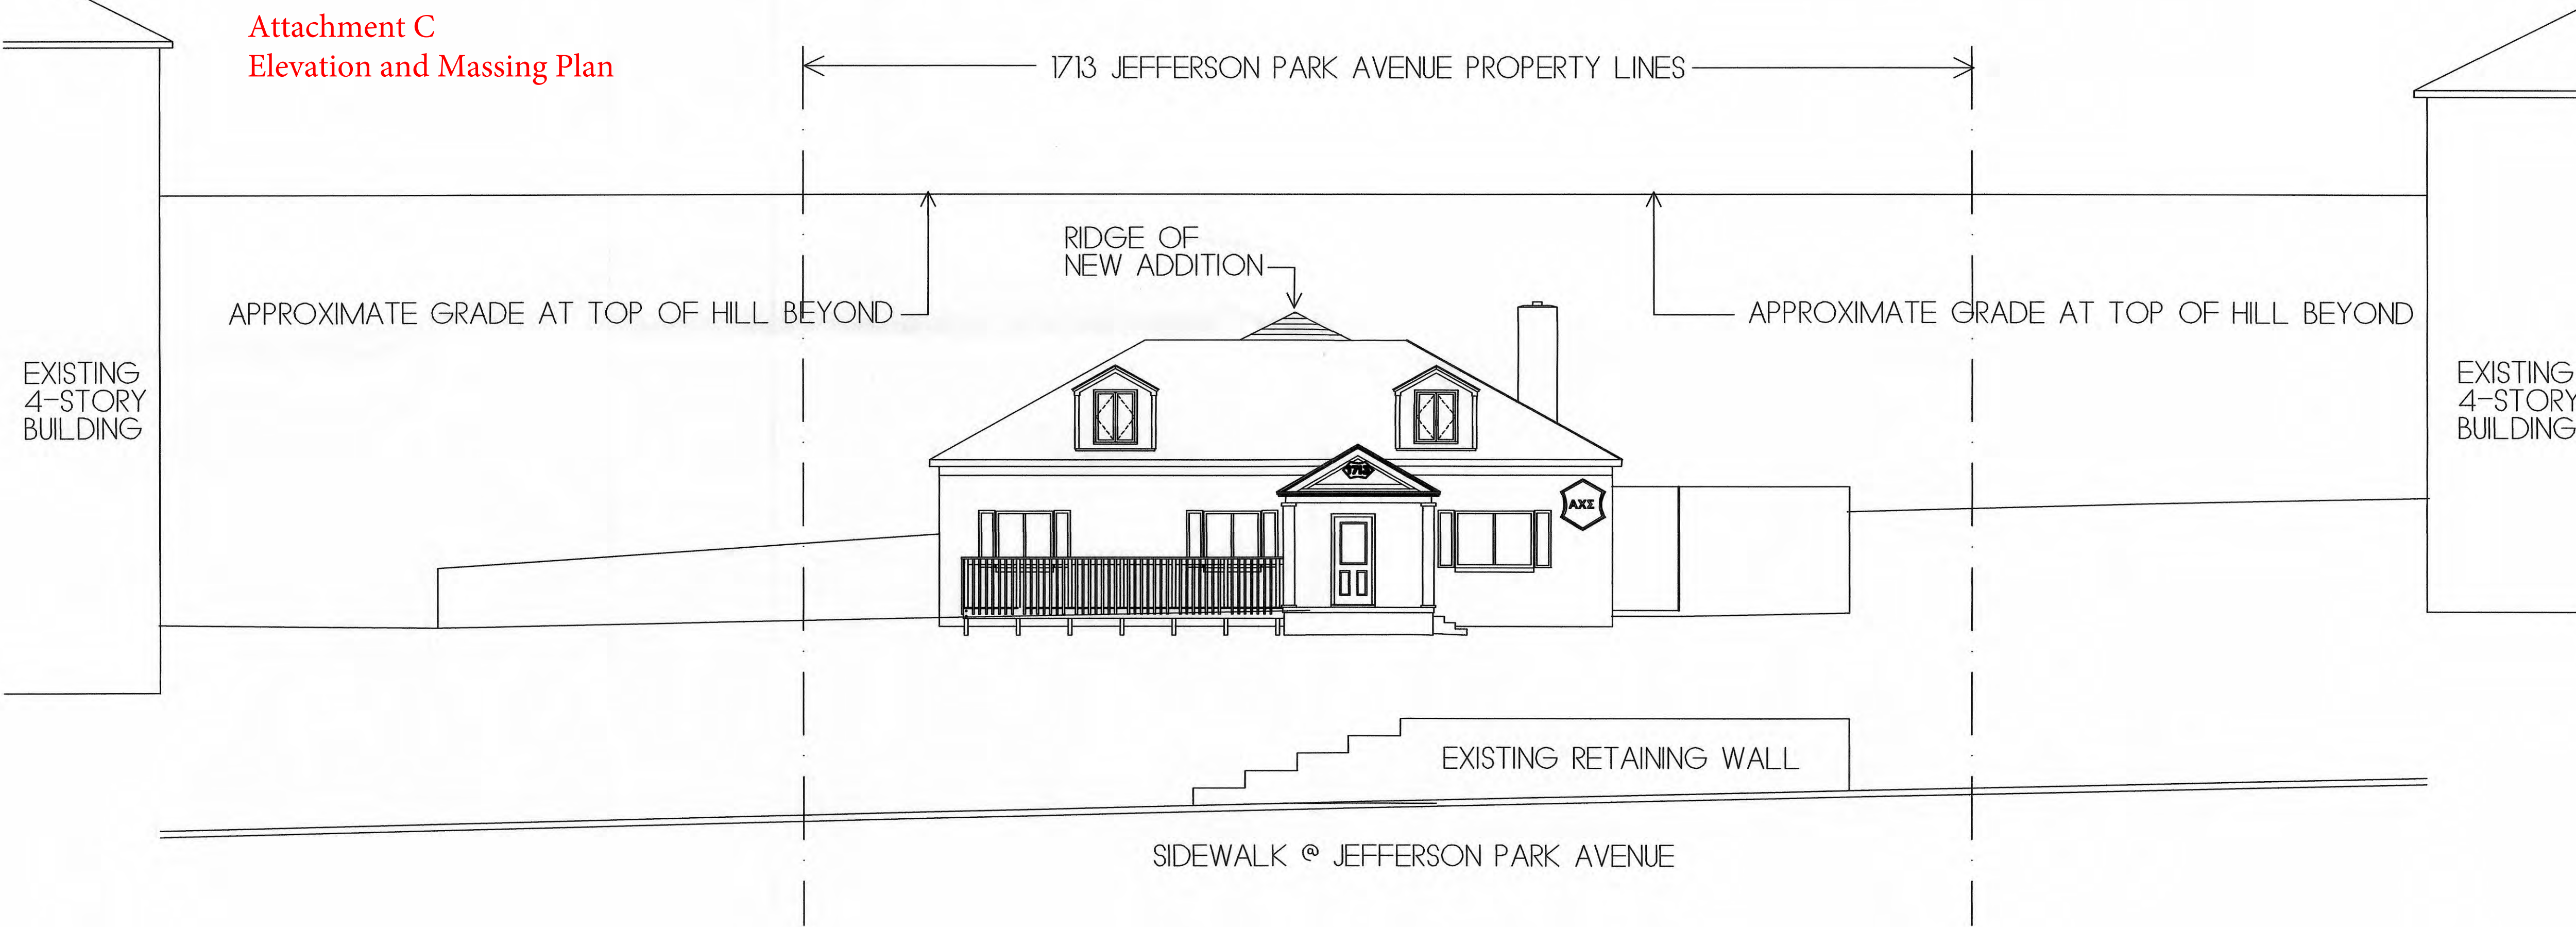 Attachment C
Elevation and Massing Plan
1713 JEFFERSON PARK AVENUE PROPERTY LINES
RIDGE OF
NEW ADDITION
APPROXIMATE GRADE AT TOP OF HILL BEYOND
APPROXIMATE GRADE AT TOP OF HILL BEYOND
EXISTING
4-STORY
BUILDING
EXISTING
4-STORY
BUILDING
1713
ΑΧΣ
EXISTING RETAINING WALL
SIDEWALK @ JEFFERSON PARK AVENUE